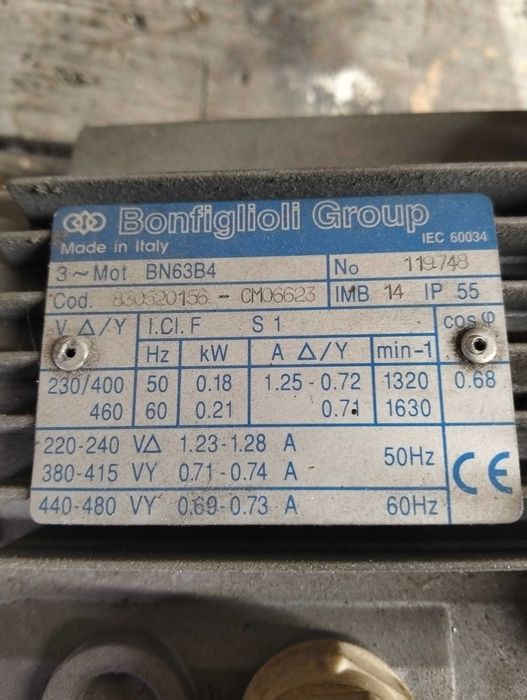 Bonfiglioli Group
Made in Italy IEC 60034
3~Mot BN63B4 No 119748
Cod. 830520156 - CM06623 IMB 14 IP 55
V Δ/Y I.Cl. F S 1 cos φ
Hz kW A Δ/Y min-1
230/400 50 0.18 1.25 - 0.72 1320 0.68
460 60 0.21 0.71 1630
220-240 VΔ 1.23-1.28 A 50Hz
380-415 VY 0.71-0.74 A
440-480 VY 0.69-0.73 A 60Hz
CE